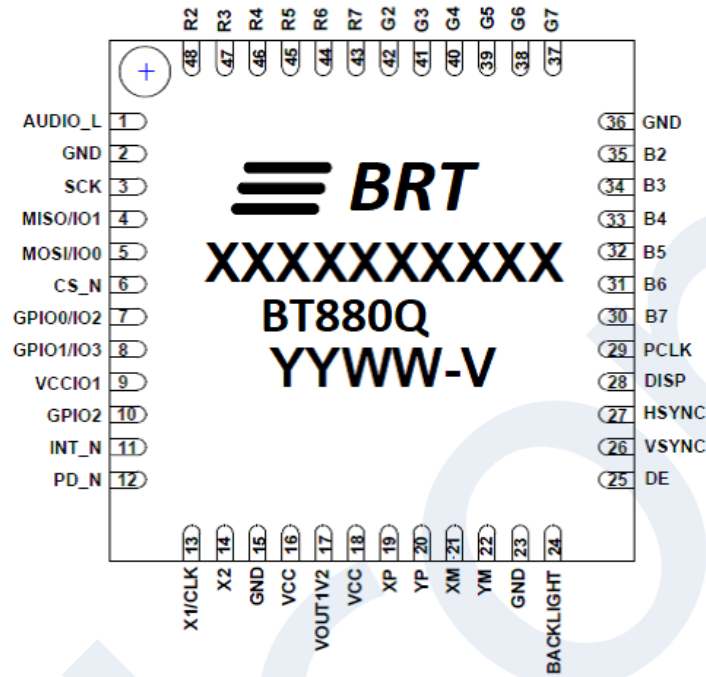 R2 R3 R4 R5 R6 R7 G2 G3 G4 G5 G6 G7
48 47 46 45 44 43 42 41 40 39 38 37
AUDIO_L 1
GND 2
SCK 3
MISO/IO1 4
MOSI/IO0 5
CS_N 6
GPIO0/IO2 7
GPIO1/IO3 8
VCCIO1 9
GPIO2 10
INT_N 11
PD_N 12
BRT
XXXXXXXXXX
BT880Q
YYWW-V
36 GND
35 B2
34 B3
33 B4
32 B5
31 B6
30 B7
29 PCLK
28 DISP
27 HSYNC
26 VSYNC
25 DE
13 14 15 16 17 18 19 20 21 22 23 24
X1/CLK X2 GND VCC VOUT1V2 VCC XP YP XM YM GND BACKLIGHT